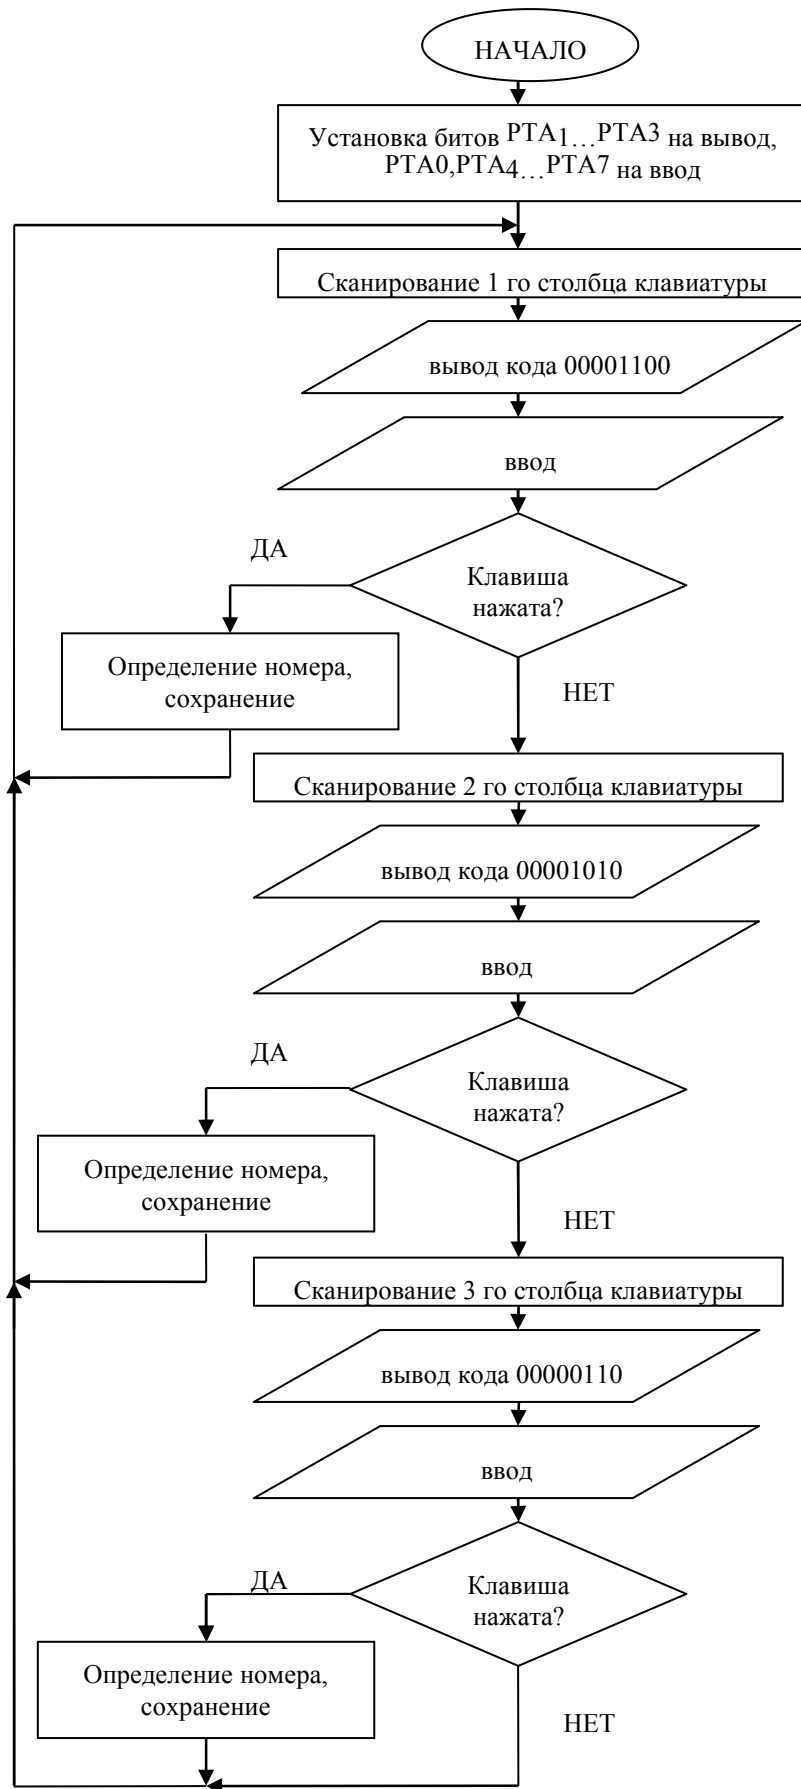 НАЧАЛО
Установка битов PTA1…PTA3 на вывод,
PTA0,PTA4…PTA7 на ввод
Сканирование 1 го столбца клавиатуры
вывод кода 00001100
ввод
ДА
Клавиша
нажата?
Определение номера,
сохранение
НЕТ
Сканирование 2 го столбца клавиатуры
вывод кода 00001010
ввод
ДА
Клавиша
нажата?
Определение номера,
сохранение
НЕТ
Сканирование 3 го столбца клавиатуры
вывод кода 00000110
ввод
ДА
Клавиша
нажата?
Определение номера,
сохранение
НЕТ